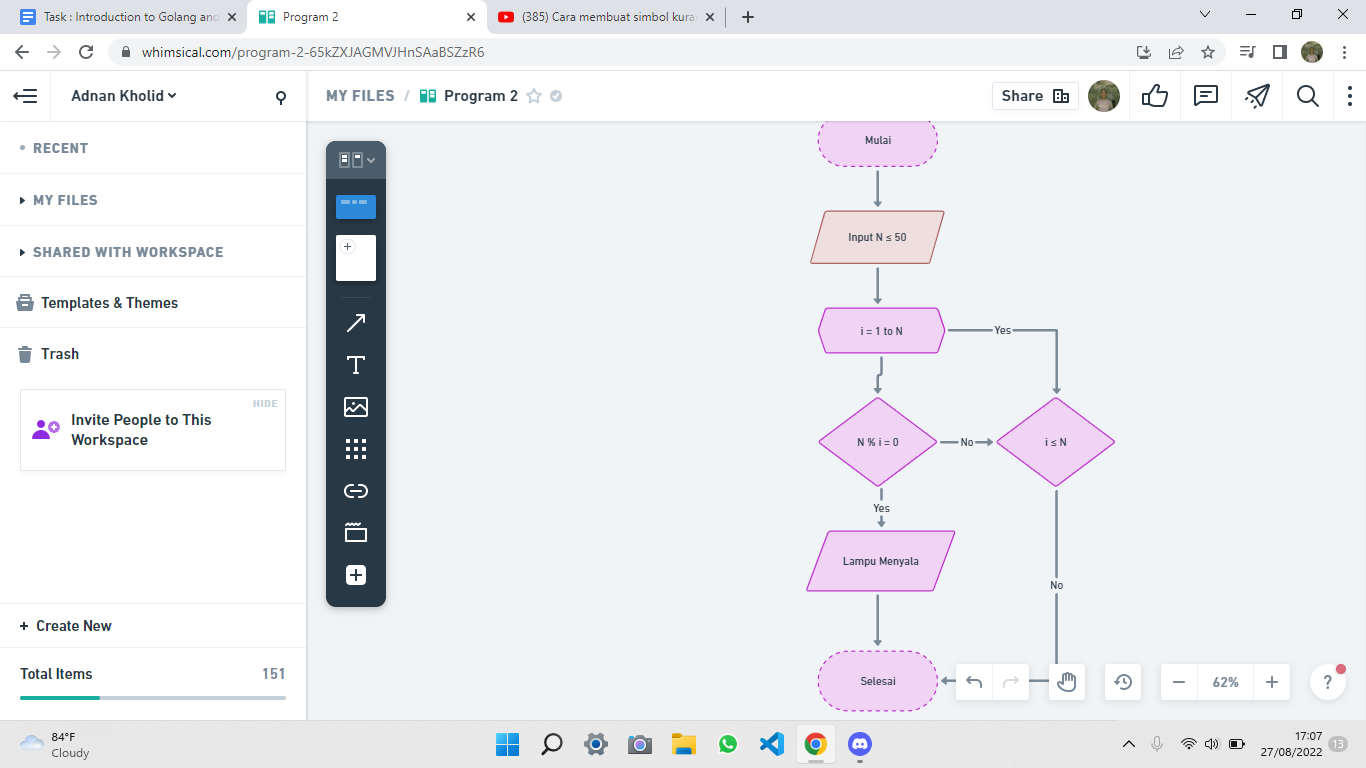 Task : Introduction to Golang and
Program 2
(385) Cara membuat simbol kura
whimsical.com/program-2-65kZXJAGMVJHnSAaBSZzR6
Adnan Kholid
MY FILES / Program 2
Share
RECENT
MY FILES
SHARED WITH WORKSPACE
Templates & Themes
Trash
HIDE
Invite People to This
Workspace
+ Create New
Total Items 151
Mulai
Input N ≤ 50
i = 1 to N
Yes
N % i = 0
No
i ≤ N
Yes
Lampu Menyala
No
Selesai
62%
?
84°F
Cloudy
17:07
27/08/2022
13